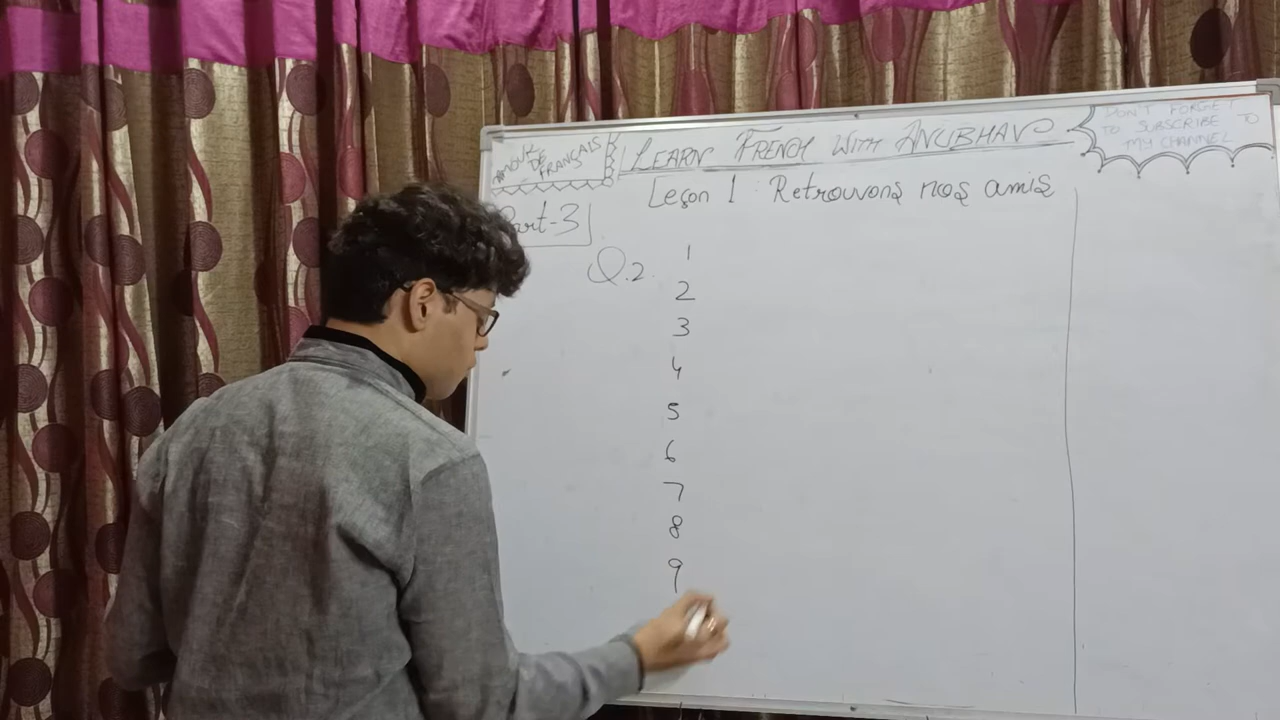 AMOUR
DE
FRANÇAIS
LEARN FRENCH WITH ANUBHAV
DON'T FORGET
TO SUBSCRIBE TO
MY CHANNEL
Leçon 1 : Retrouvons nos amis
Part-3
Q.2.
1
2
3
4
5
6
7
8
9